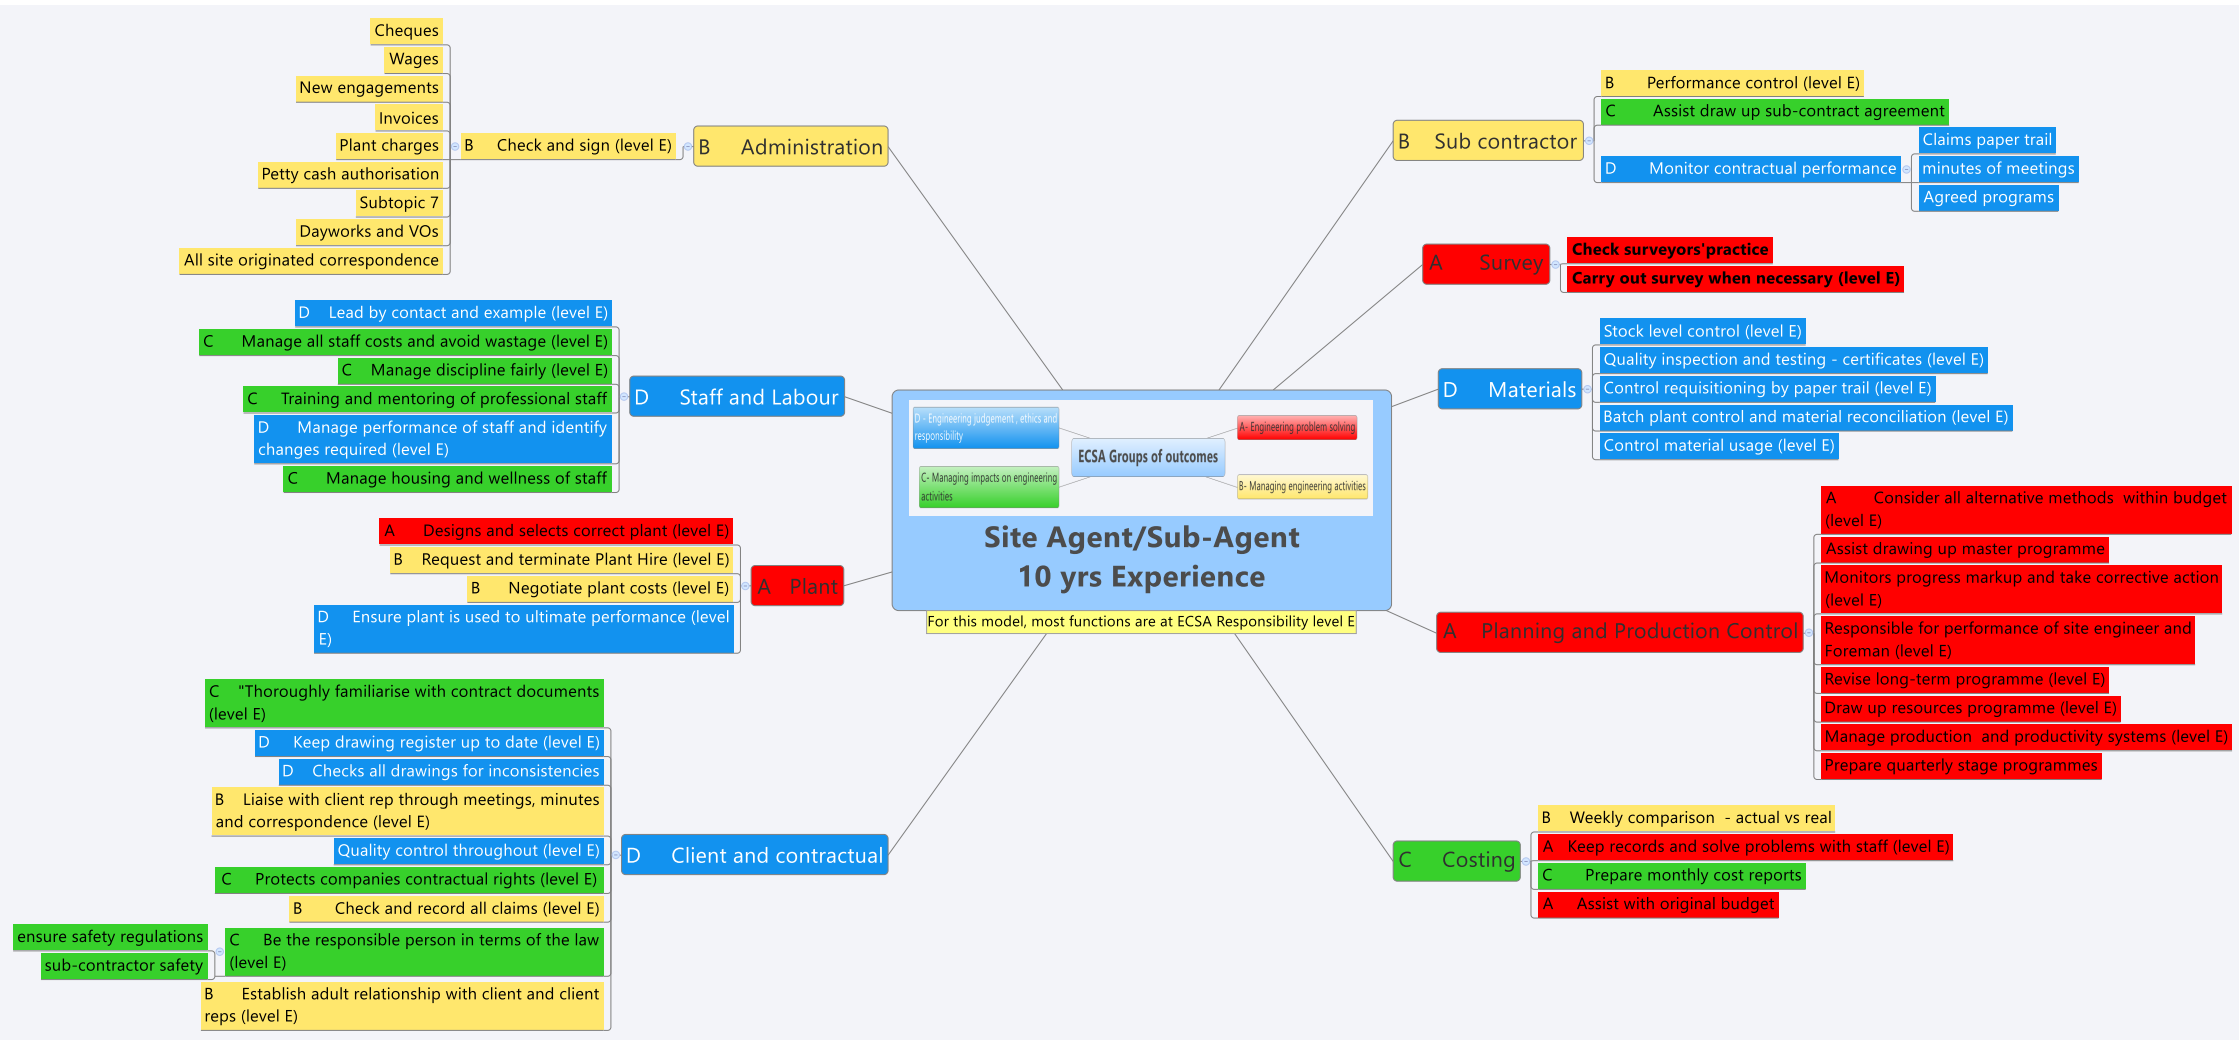 Cheques
Wages
New engagements
Invoices
Plant charges
Petty cash authorisation
Subtopic 7
Dayworks and VOs
All site originated correspondence
B Check and sign (level E)
B Administration
D Lead by contact and example (level E)
C Manage all staff costs and avoid wastage (level E)
C Manage discipline fairly (level E)
C Training and mentoring of professional staff
D Manage performance of staff and identify
changes required (level E)
C Manage housing and wellness of staff
D Staff and Labour
A Designs and selects correct plant (level E)
B Request and terminate Plant Hire (level E)
B Negotiate plant costs (level E)
D Ensure plant is used to ultimate performance (level
E)
A Plant
C "Thoroughly familiarise with contract documents
(level E)
D Keep drawing register up to date (level E)
D Checks all drawings for inconsistencies
B Liaise with client rep through meetings, minutes
and correspondence (level E)
Quality control throughout (level E)
C Protects companies contractual rights (level E)
B Check and record all claims (level E)
ensure safety regulations
sub-contractor safety
C Be the responsible person in terms of the law
(level E)
B Establish adult relationship with client and client
reps (level E)
D Client and contractual
D - Engineering judgement , ethics and
responsibility
A- Engineering problem solving
ECSA Groups of outcomes
C- Managing impacts on engineering
activities
B- Managing engineering activities
Site Agent/Sub-Agent
10 yrs Experience
For this model, most functions are at ECSA Responsibility level E
B Sub contractor
B Performance control (level E)
C Assist draw up sub-contract agreement
D Monitor contractual performance
Claims paper trail
minutes of meetings
Agreed programs
A Survey
Check surveyors'practice
Carry out survey when necessary (level E)
D Materials
Stock level control (level E)
Quality inspection and testing - certificates (level E)
Control requisitioning by paper trail (level E)
Batch plant control and material reconciliation (level E)
Control material usage (level E)
A Planning and Production Control
A Consider all alternative methods within budget
(level E)
Assist drawing up master programme
Monitors progress markup and take corrective action
(level E)
Responsible for performance of site engineer and
Foreman (level E)
Revise long-term programme (level E)
Draw up resources programme (level E)
Manage production and productivity systems (level E)
Prepare quarterly stage programmes
C Costing
B Weekly comparison - actual vs real
A Keep records and solve problems with staff (level E)
C Prepare monthly cost reports
A Assist with original budget